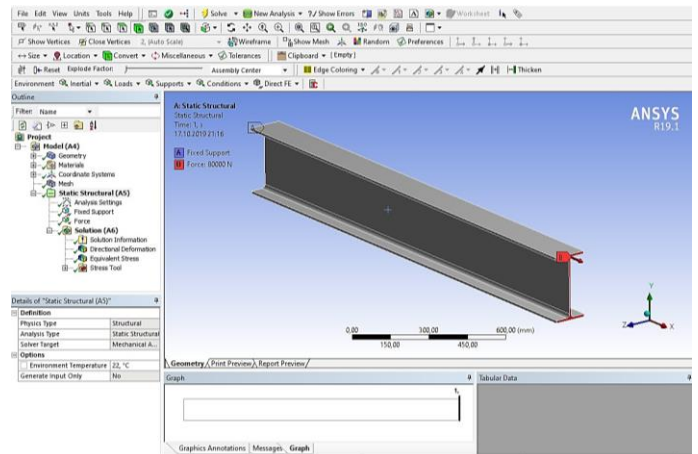 File Edit View Units Tools Help Solve New Analysis ?/ Show Errors Worksheet
Show Vertices Close Vertices 2, (Auto Scale) Wireframe Show Mesh Random Preferences
Size Location Convert Miscellaneous Tolerances Clipboard [Empty]
Reset Explode Factor: Assembly Center Edge Coloring Thicken
Environment Inertial Loads Supports Conditions Direct FE
Outline
Filter: Name
Project
Model (A4)
Geometry
Materials
Coordinate Systems
Mesh
Static Structural (A5)
Analysis Settings
Fixed Support
Force
Solution (A6)
Solution Information
Directional Deformation
Equivalent Stress
Stress Tool
Details of "Static Structural (A5)"
Definition
Physics Type Structural
Analysis Type Static Structural
Solver Target Mechanical A...
Options
Environment Temperature 22, °C
Generate Input Only No
A: Static Structural
Static Structural
Time: 1, s
17.10.2019 21:16
A Fixed Support
B Force: 80000 N
ANSYS
R19.1
B
Y
Z
X
0,00 300,00 600,00 (mm)
150,00 450,00
Geometry Print Preview Report Preview
Graph
1,
Graphics Annotations Messages Graph
Tabular Data